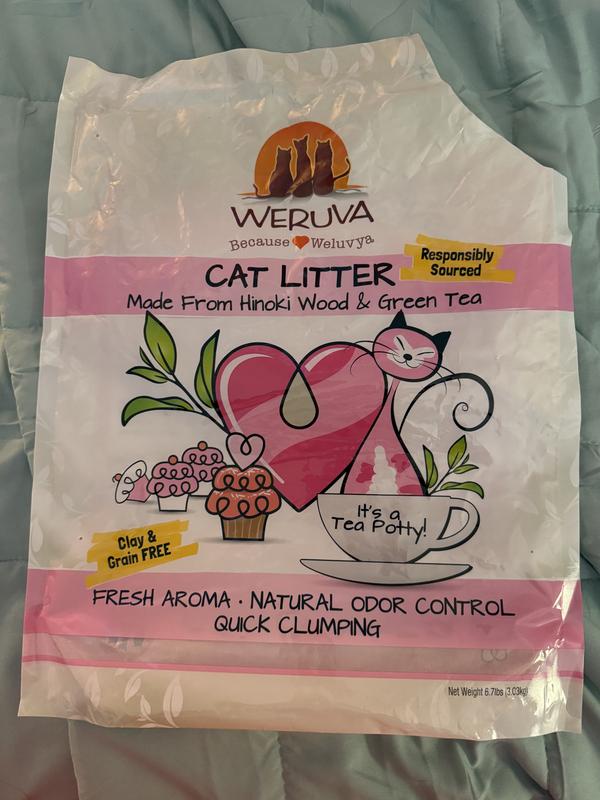 WERUVA
Because Weluvya
Responsibly
Sourced
CAT LITTER
Made From Hinoki Wood & Green Tea
It's a
Tea Potty!
Clay &
Grain FREE
FRESH AROMA · NATURAL ODOR CONTROL
QUICK CLUMPING
Net Weight 6.7lbs (3.03kg)